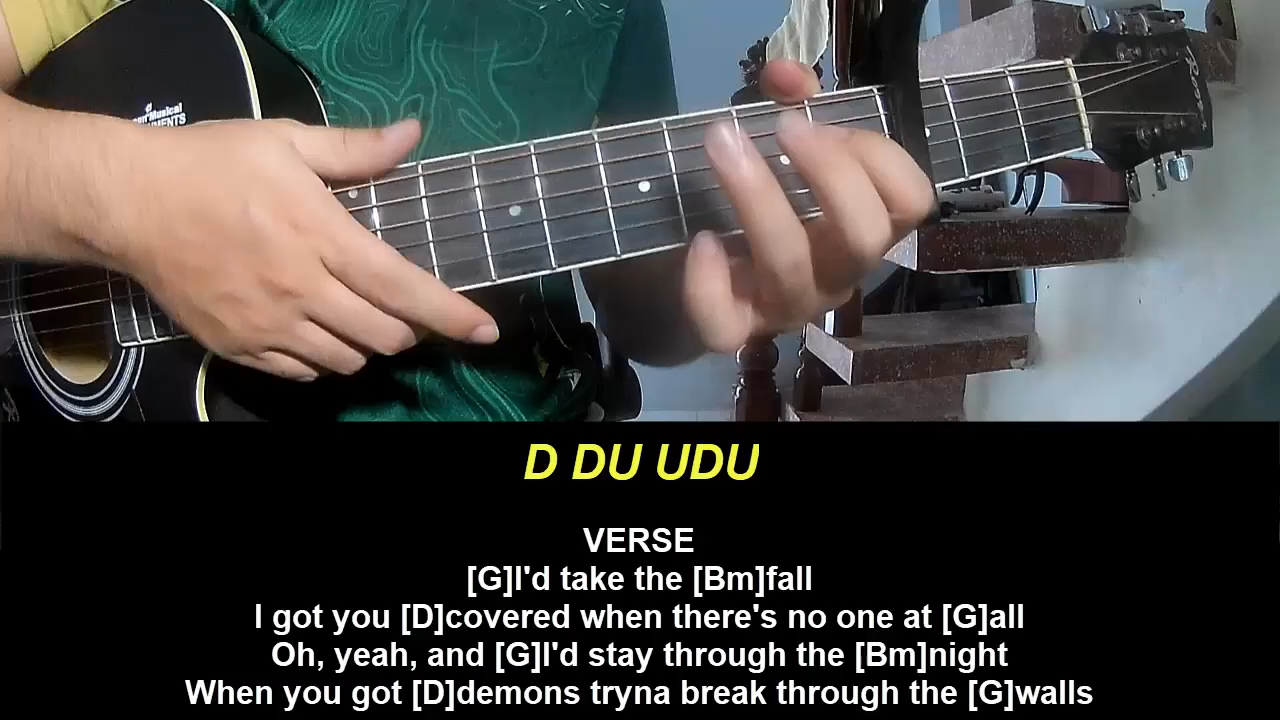 D DU UDU
VERSE
[G]I'd take the [Bm]fall
I got you [D]covered when there's no one at [G]all
Oh, yeah, and [G]I'd stay through the [Bm]night
When you got [D]demons tryna break through the [G]walls